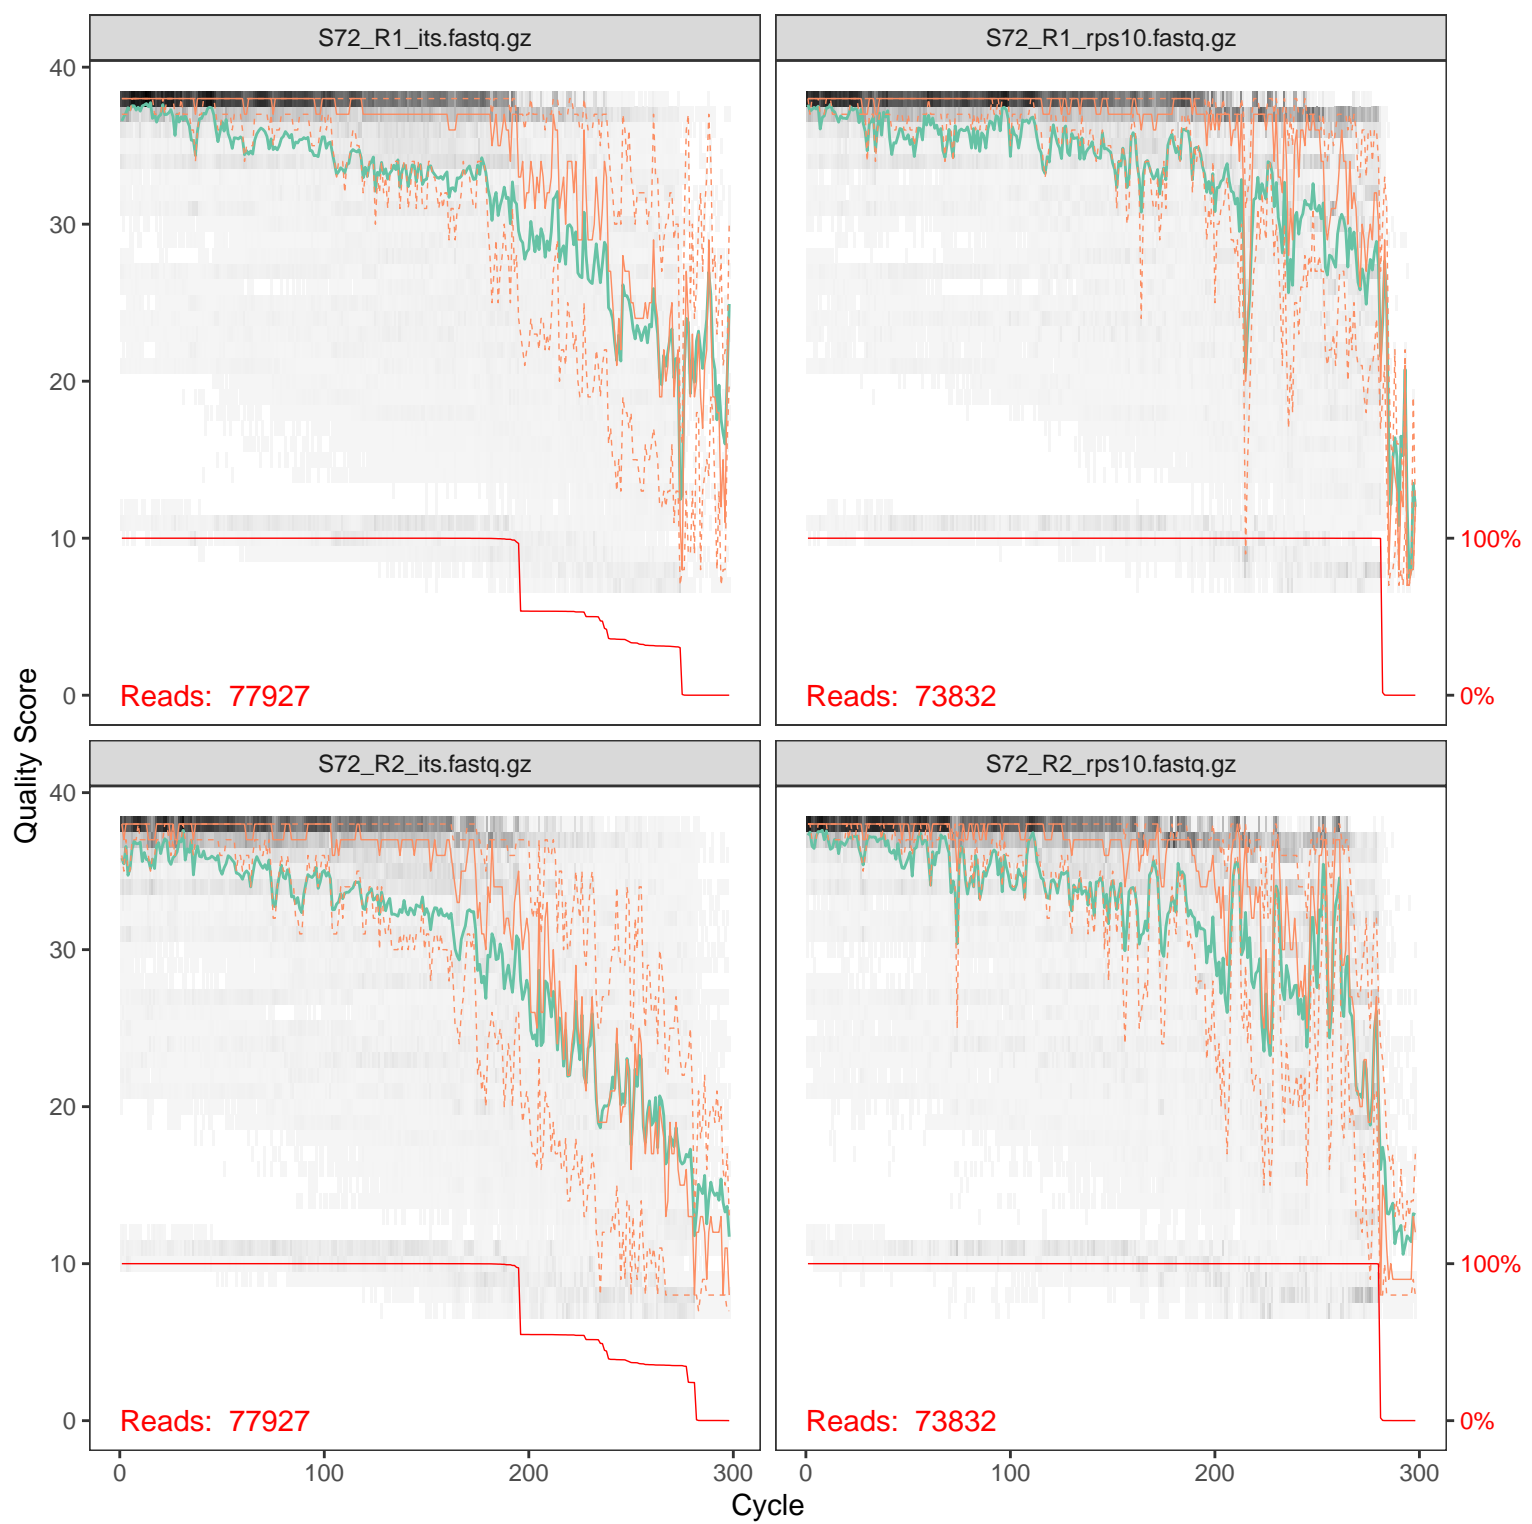 S72_R1_its.fastq.gz
S72_R1_rps10.fastq.gz
40
30
20
10
0
100%
0%
Reads: 77927
Reads: 73832
Quality Score
S72_R2_its.fastq.gz
S72_R2_rps10.fastq.gz
40
30
20
10
0
100%
0%
Reads: 77927
Reads: 73832
0 100 200 300
0 100 200 300
Cycle